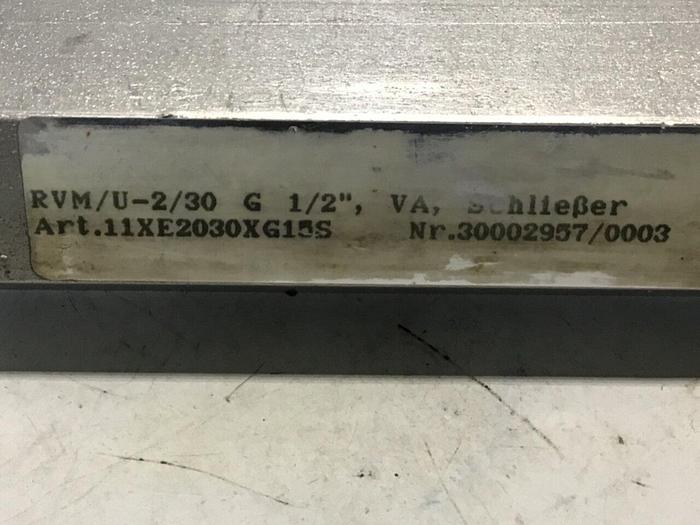 RVM/U-2/30 G 1/2", VA, Schließer
Art.11XE2030XG15S Nr.30002957/0003